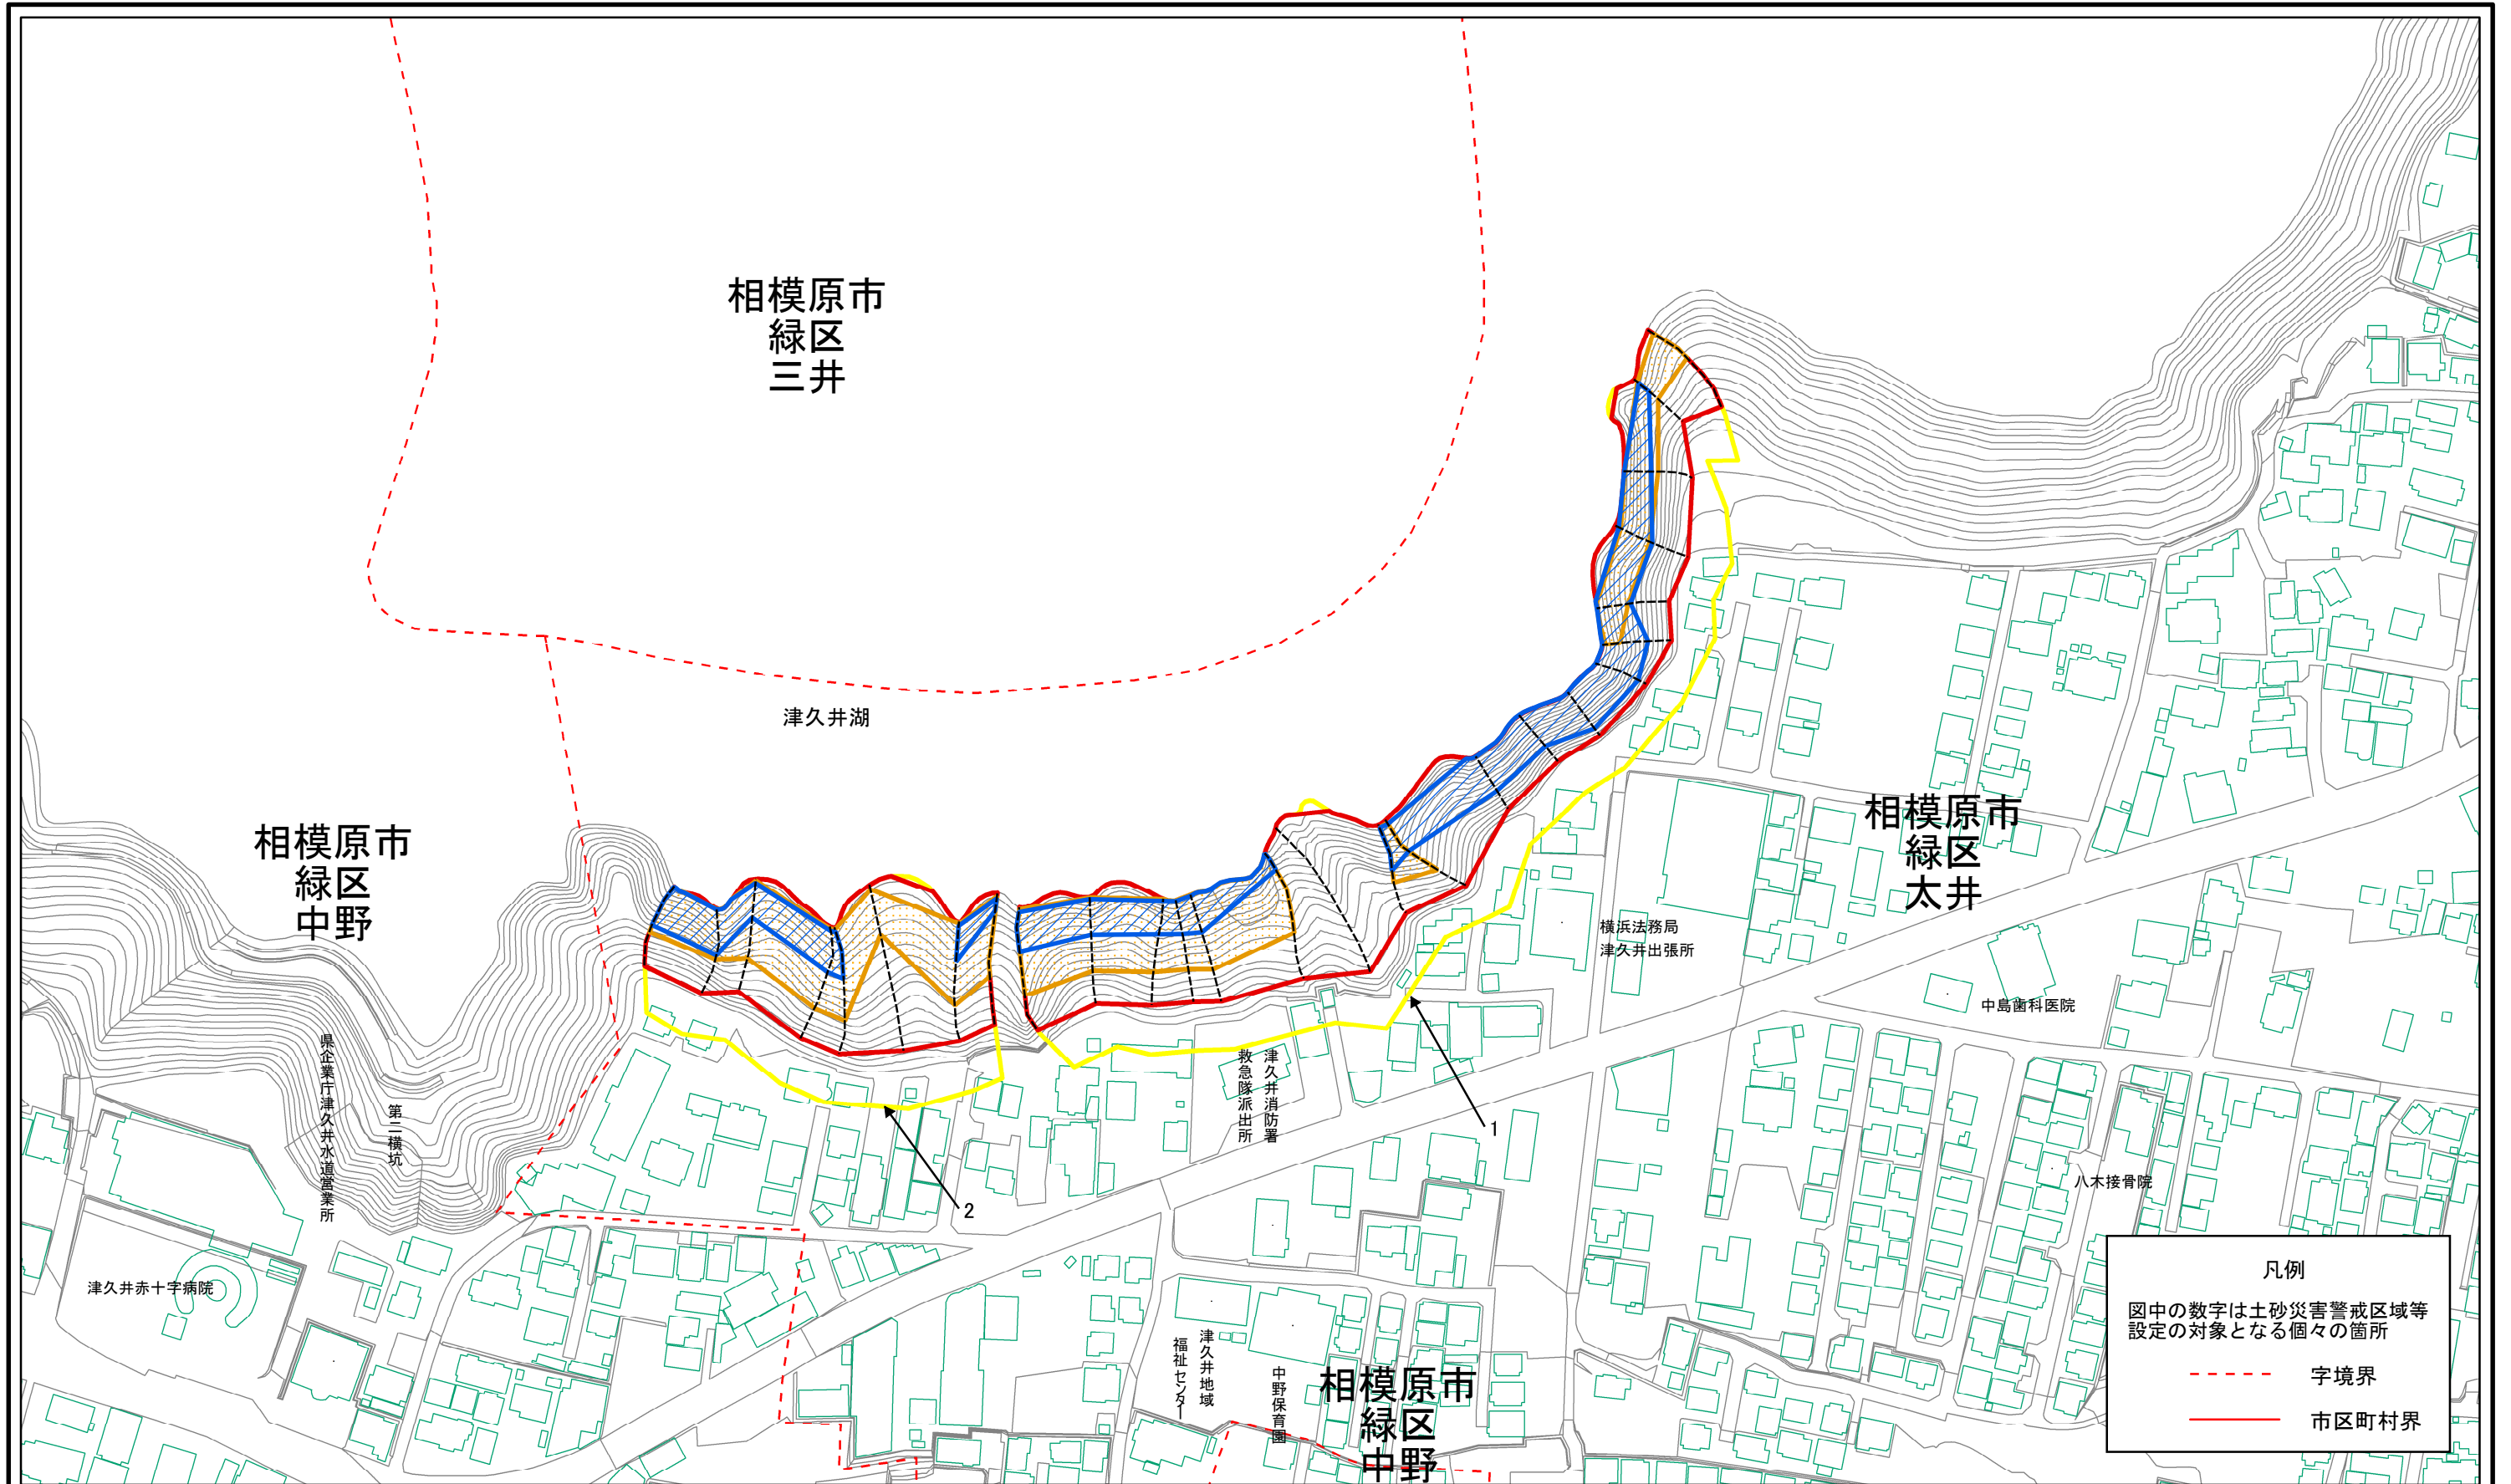 相模原市
緑区
三井
津久井湖
相模原市
緑区
中野
相模原市
緑区
太井
横浜法務局
津久井出張所
中島歯科医院
県企業庁津久井水道営業所
第二横坑
津久井消防署
救急隊派出所
1
2
八木接骨院
津久井赤十字病院
津久井地域
福祉センター
中野保育園
相模原市
緑区
中野
凡例
図中の数字は土砂災害警戒区域等
設定の対象となる個々の箇所
字境界
市区町村界